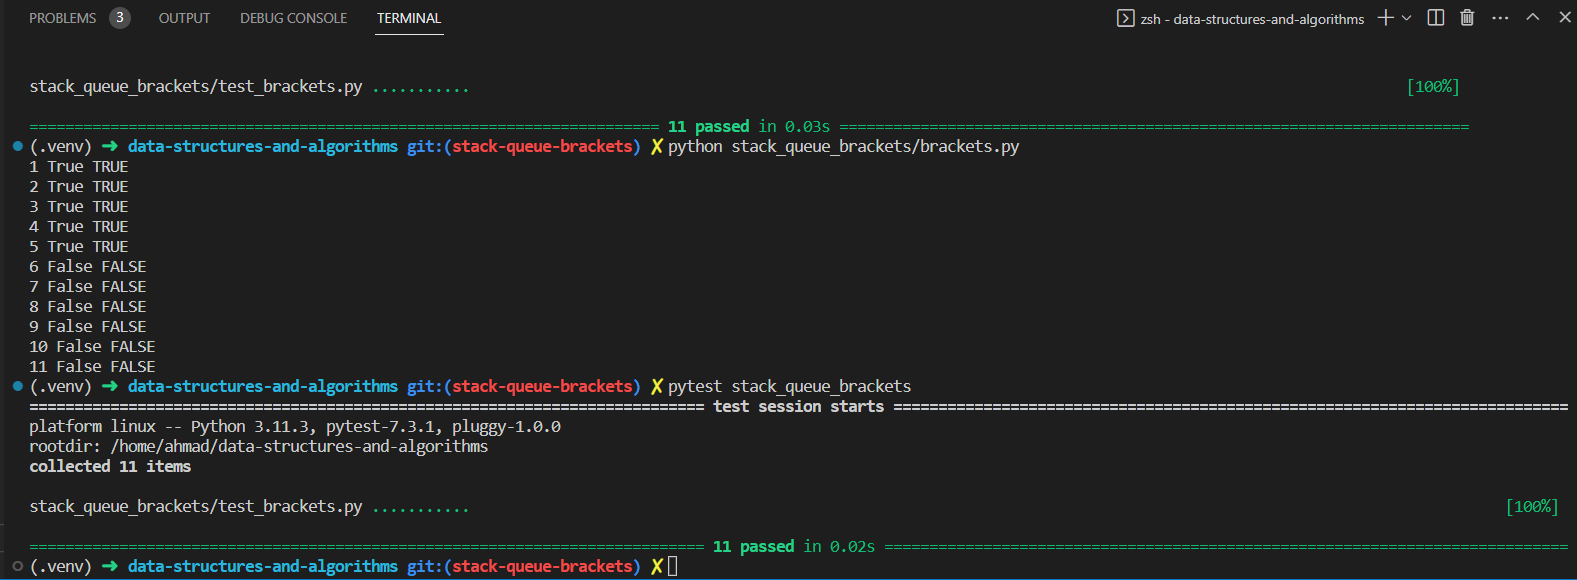 PROBLEMS 3 OUTPUT DEBUG CONSOLE TERMINAL zsh - data-structures-and-algorithms
stack_queue_brackets/test_brackets.py ........... [100%]
====================================================================== 11 passed in 0.03s ======================================================================
(.venv) ➜ data-structures-and-algorithms git:(stack-queue-brackets) ✗ python stack_queue_brackets/brackets.py
1 True TRUE
2 True TRUE
3 True TRUE
4 True TRUE
5 True TRUE
6 False FALSE
7 False FALSE
8 False FALSE
9 False FALSE
10 False FALSE
11 False FALSE
(.venv) ➜ data-structures-and-algorithms git:(stack-queue-brackets) ✗ pytest stack_queue_brackets
=========================================================================== test session starts ===========================================================================
platform linux -- Python 3.11.3, pytest-7.3.1, pluggy-1.0.0
rootdir: /home/ahmad/data-structures-and-algorithms
collected 11 items
stack_queue_brackets/test_brackets.py ........... [100%]
=========================================================================== 11 passed in 0.02s ============================================================================
(.venv) ➜ data-structures-and-algorithms git:(stack-queue-brackets) ✗